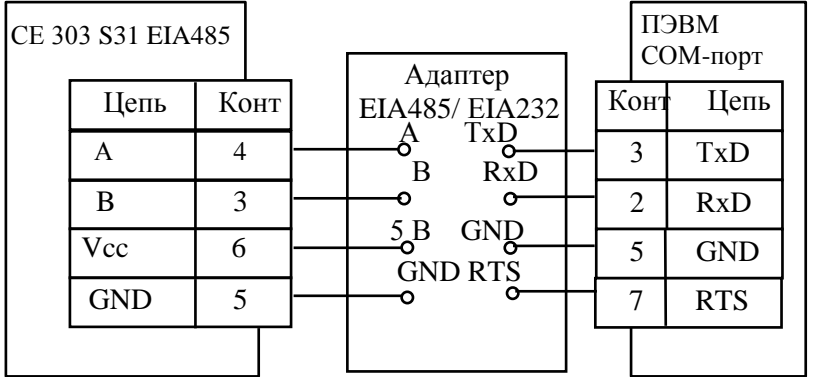 CE 303 S31 EIA485
Цепь Конт
A 4
B 3
Vcc 6
GND 5
Адаптер
EIA485/ EIA232
A TxD
B RxD
5 В GND
GND RTS
ПЭВМ
COM-порт
Конт Цепь
3 TxD
2 RxD
5 GND
7 RTS